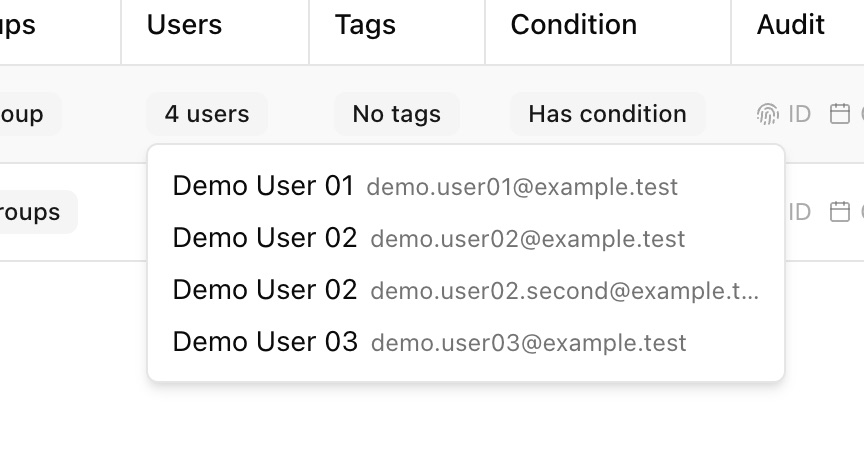 ups Users Tags Condition Audit
oup 4 users No tags Has condition ID
roups ID
Demo User 01 demo.user01@example.test
Demo User 02 demo.user02@example.test
Demo User 02 demo.user02.second@example.t...
Demo User 03 demo.user03@example.test